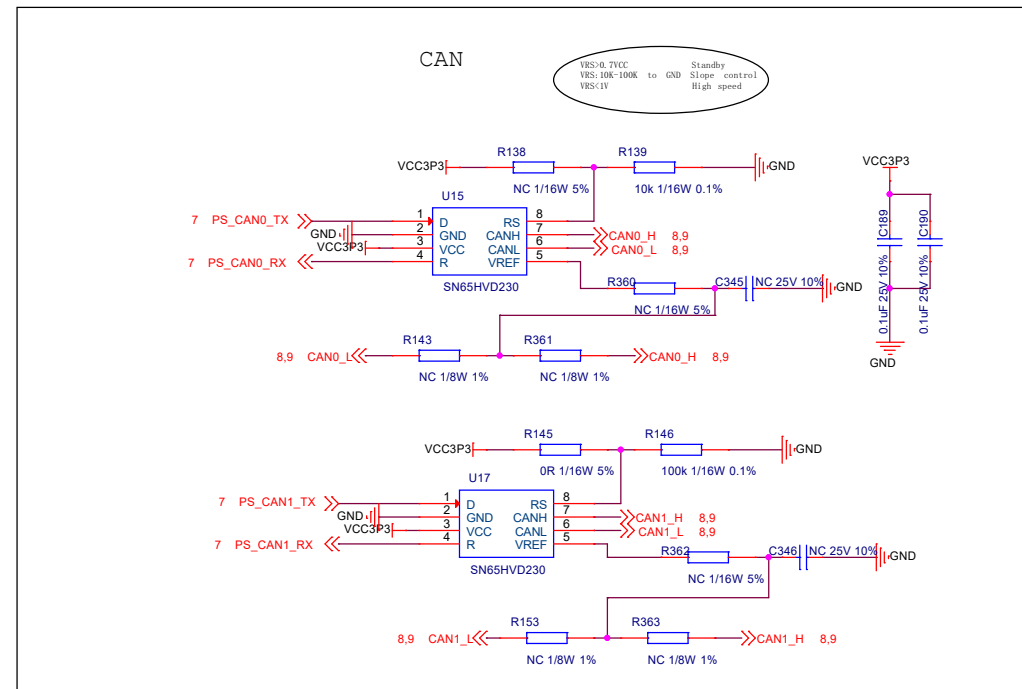 CAN
VRS>0.7VCC Standby
VRS:10K-100K to GND Slope control
VRS<1V High speed
R138 R139
VCC3P3 GND
NC 1/16W 5% 10k 1/16W 0.1%
VCC3P3
C189 C190
0.1uF 25V 10% 0.1uF 25V 10%
GND
U15
7 PS_CAN0_TX 1 D RS 8
GND 2 GND CANH 7 CAN0_H 8,9
VCC3P3 3 VCC CANL 6 CAN0_L 8,9
7 PS_CAN0_RX 4 R VREF 5
SN65HVD230
R360 C345 NC 25V 10% GND
NC 1/16W 5%
R143 R361
8,9 CAN0_L CAN0_H 8,9
NC 1/8W 1% NC 1/8W 1%
R145 R146
VCC3P3 GND
0R 1/16W 5% 100k 1/16W 0.1%
U17
7 PS_CAN1_TX 1 D RS 8
GND 2 GND CANH 7 CAN1_H 8,9
VCC3P3 3 VCC CANL 6 CAN1_L 8,9
7 PS_CAN1_RX 4 R VREF 5
SN65HVD230
R362 C346 NC 25V 10% GND
NC 1/16W 5%
R153 R363
8,9 CAN1_L CAN1_H 8,9
NC 1/8W 1% NC 1/8W 1%